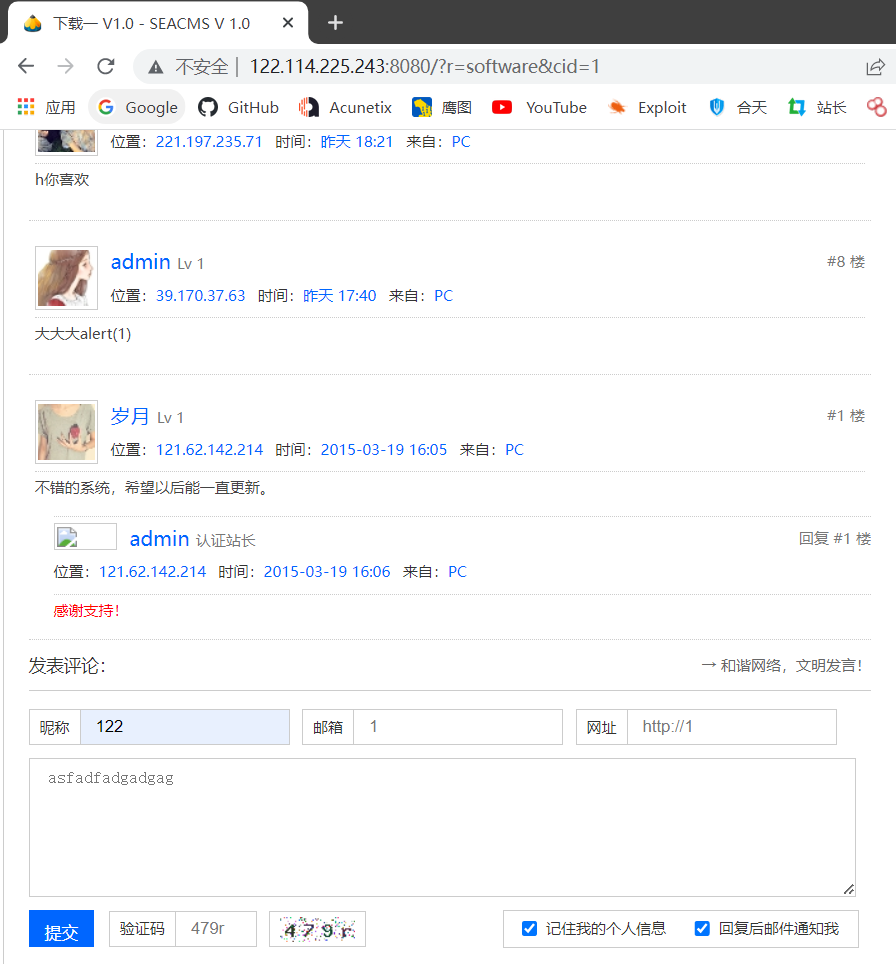 下载一 V1.0 - SEACMS V 1.0
不安全 | 122.114.225.243:8080/?r=software&cid=1
应用 Google GitHub Acunetix 鹰图 YouTube Exploit 合天 站长
位置：221.197.235.71 时间：昨天 18:21 来自：PC
h你喜欢
admin Lv 1 #8 楼
位置：39.170.37.63 时间：昨天 17:40 来自：PC
大大大alert(1)
岁月 Lv 1 #1 楼
位置：121.62.142.214 时间：2015-03-19 16:05 来自：PC
不错的系统，希望以后能一直更新。
admin 认证站长 回复 #1 楼
位置：121.62.142.214 时间：2015-03-19 16:06 来自：PC
感谢支持！
发表评论： → 和谐网络，文明发言！
昵称 122 邮箱 1 网址 http://1
asfadfadgadgag
提交 验证码 479r 479r 记住我的个人信息 回复后邮件通知我